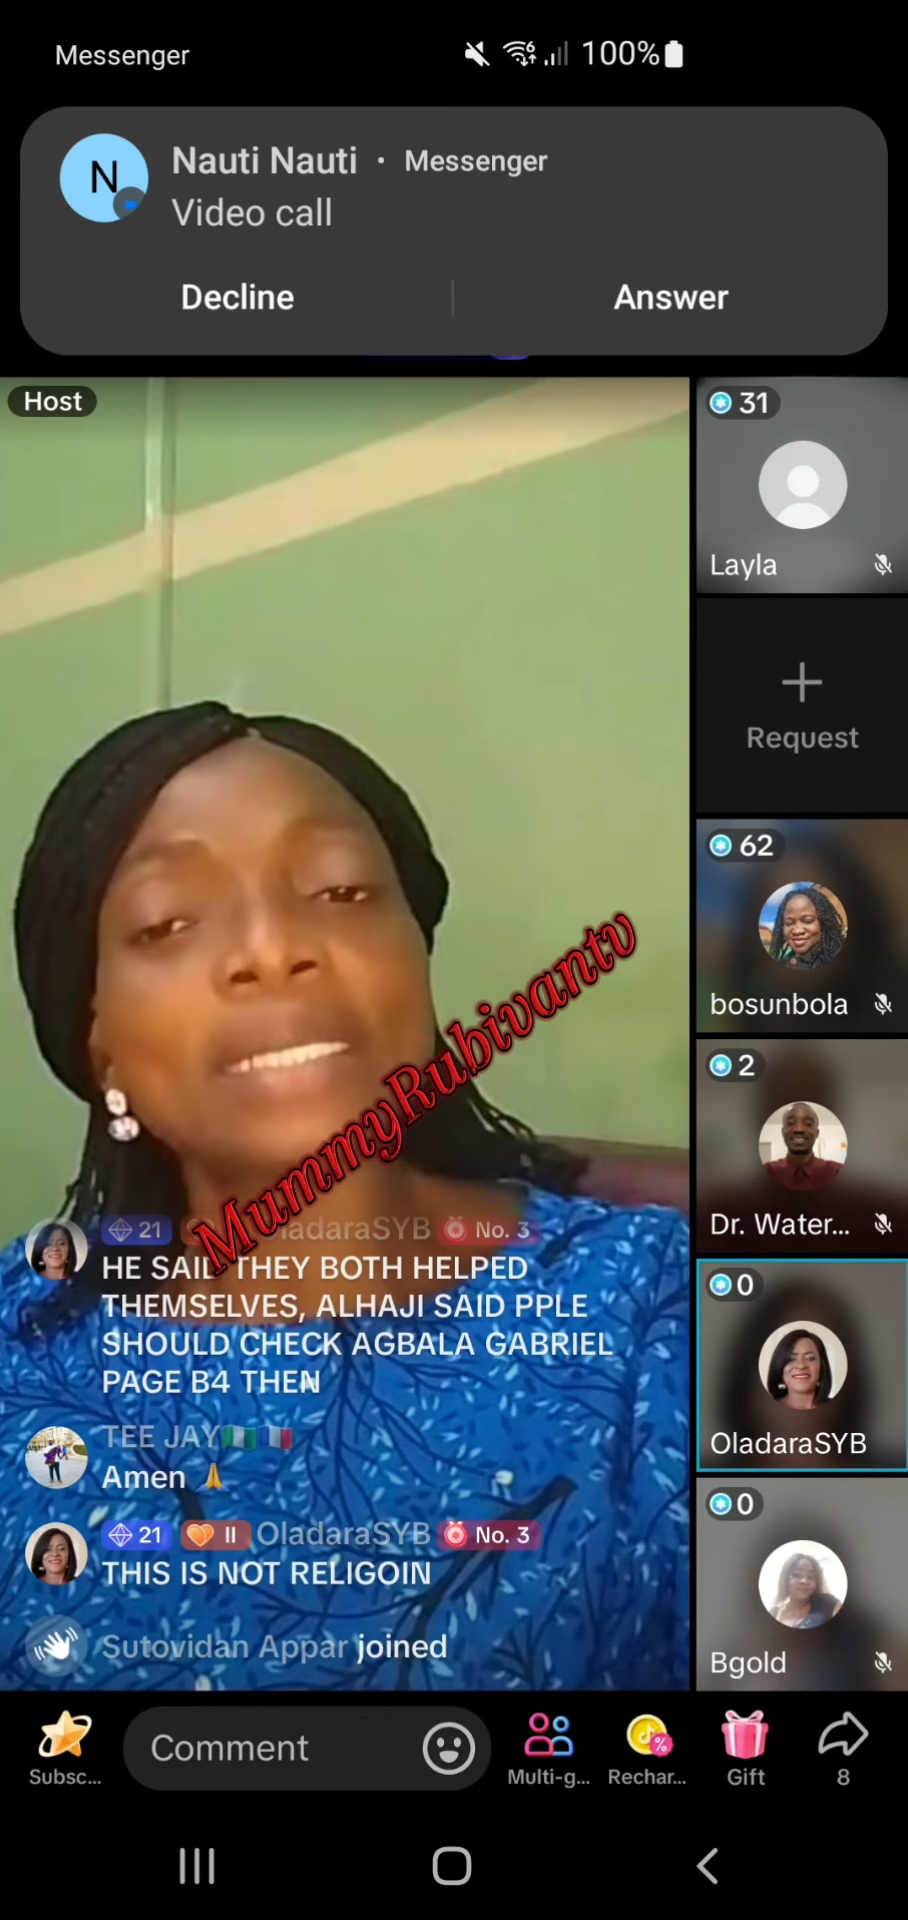 Messenger
100%
N
Nauti Nauti • Messenger
Video call
Decline
Answer
Host
31
Layla
Request
62
bosunbola
2
Dr. Water...
0
OladaraSYB
0
Bgold
MummyRubivantv
21 ladaraSYB No. 3
HE SAID THEY BOTH HELPED
THEMSELVES, ALHAJI SAID PPLE
SHOULD CHECK AGBALA GABRIEL
PAGE B4 THEN
TEE JAY
Amen
21 II OladaraSYB No. 3
THIS IS NOT RELIGOIN
Sutovidan Appar joined
Subsc...
Comment
Multi-g...
Rechar...
Gift
8